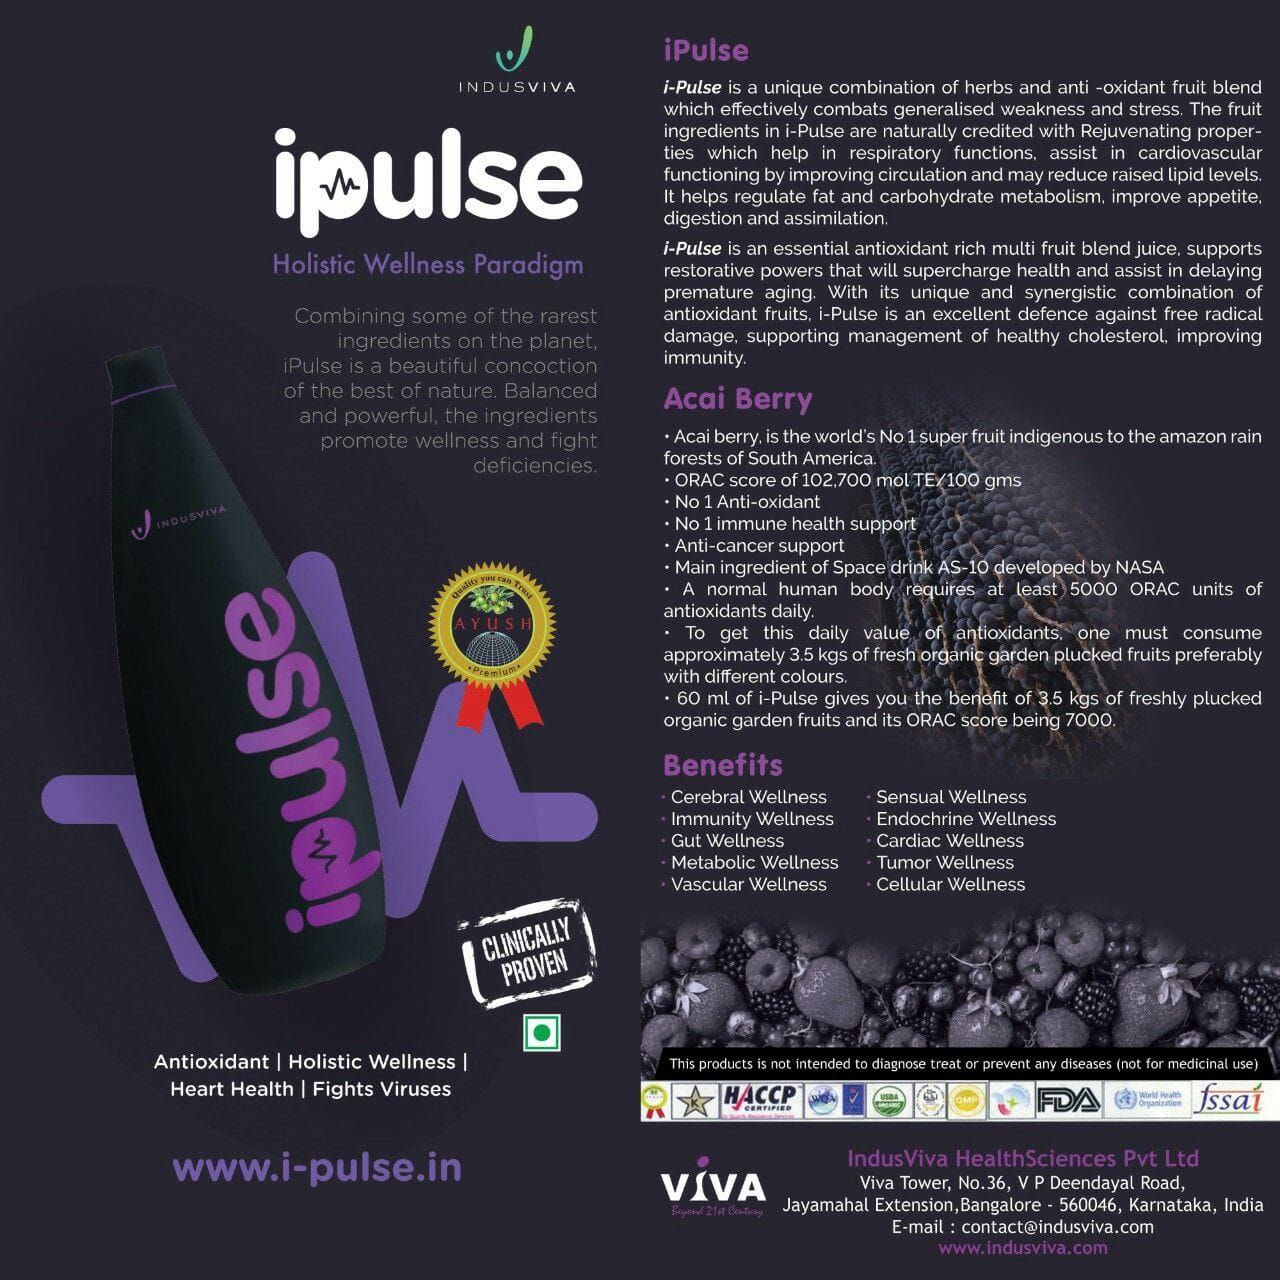 INDUSVIVA
ipulse
Holistic Wellness Paradigm
Combining some of the rarest
ingredients on the planet,
iPulse is a beautiful concoction
of the best of nature. Balanced
and powerful, the ingredients
promote wellness and fight
deficiencies.
INDUSVIVA
ipulse
Quality you can Trust
AYUSH
Premium
CLINICALLY
PROVEN
Antioxidant | Holistic Wellness |
Heart Health | Fights Viruses
www.i-pulse.in
iPulse
i-Pulse is a unique combination of herbs and anti -oxidant fruit blend
which effectively combats generalised weakness and stress. The fruit
ingredients in i-Pulse are naturally credited with Rejuvenating proper-
ties which help in respiratory functions, assist in cardiovascular
functioning by improving circulation and may reduce raised lipid levels.
It helps regulate fat and carbohydrate metabolism, improve appetite,
digestion and assimilation.
i-Pulse is an essential antioxidant rich multi fruit blend juice, supports
restorative powers that will supercharge health and assist in delaying
premature aging. With its unique and synergistic combination of
antioxidant fruits, i-Pulse is an excellent defence against free radical
damage, supporting management of healthy cholesterol, improving
immunity.
Acai Berry
• Acai berry, is the world's No 1 super fruit indigenous to the amazon rain
forests of South America.
• ORAC score of 102,700 mol TE/100 gms
• No 1 Anti-oxidant
• No 1 immune health support
• Anti-cancer support
• Main ingredient of Space drink AS-10 developed by NASA
• A normal human body requires at least 5000 ORAC units of
antioxidants daily.
• To get this daily value of antioxidants, one must consume
approximately 3.5 kgs of fresh organic garden plucked fruits preferably
with different colours.
• 60 ml of i-Pulse gives you the benefit of 3.5 kgs of freshly plucked
organic garden fruits and its ORAC score being 7000.
Benefits
• Cerebral Wellness • Sensual Wellness
• Immunity Wellness • Endocrine Wellness
• Gut Wellness • Cardiac Wellness
• Metabolic Wellness • Tumor Wellness
• Vascular Wellness • Cellular Wellness
This products is not intended to diagnose treat or prevent any diseases (not for medicinal use)
K
HACCP
CERTIFIED
USDA
ORGANIC
GMP
FDA
World Health
Organization
fssai
VIVA
Beyond 21st Century
IndusViva HealthSciences Pvt Ltd
Viva Tower, No.36, V P Deendayal Road,
Jayamahal Extension,Bangalore - 560046, Karnataka, India
E-mail : contact@indusviva.com
www.indusviva.com